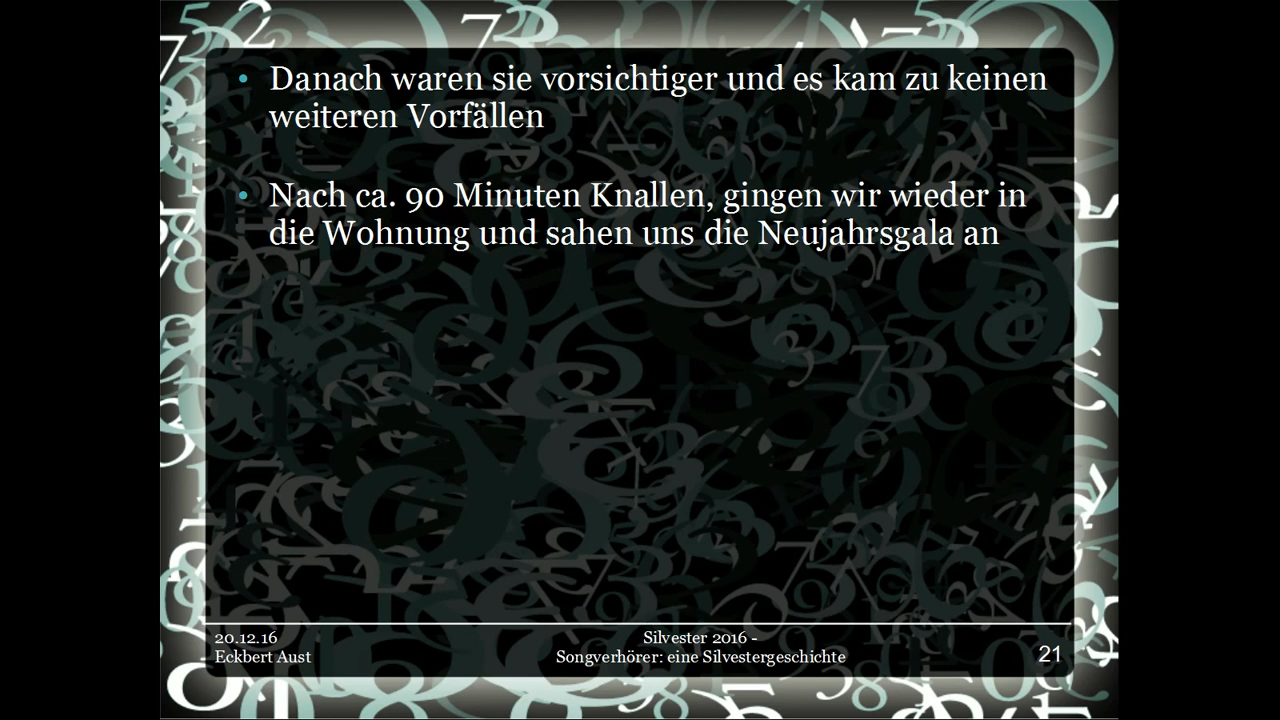 • Danach waren sie vorsichtiger und es kam zu keinen
weiteren Vorfällen
• Nach ca. 90 Minuten Knallen, gingen wir wieder in
die Wohnung und sahen uns die Neujahrsgala an
20.12.16
Eckbert Aust
Silvester 2016 -
Songverhörer: eine Silvestergeschichte
21